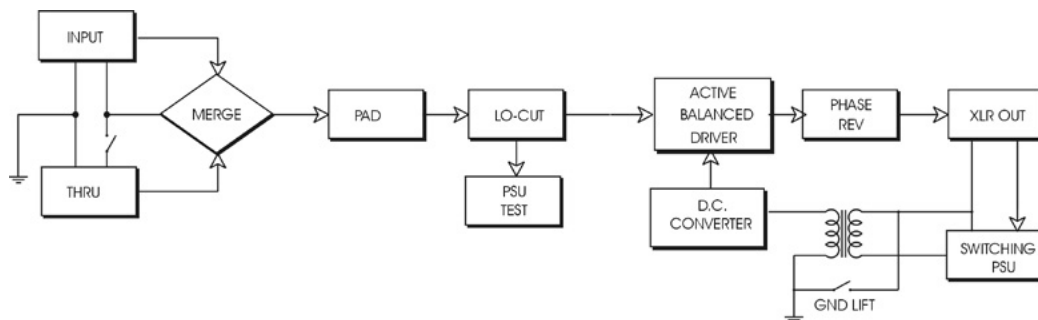 INPUT
MERGE
THRU
PAD
LO-CUT
PSU
TEST
ACTIVE
BALANCED
DRIVER
D.C.
CONVERTER
PHASE
REV
XLR OUT
SWITCHING
PSU
GND LIFT